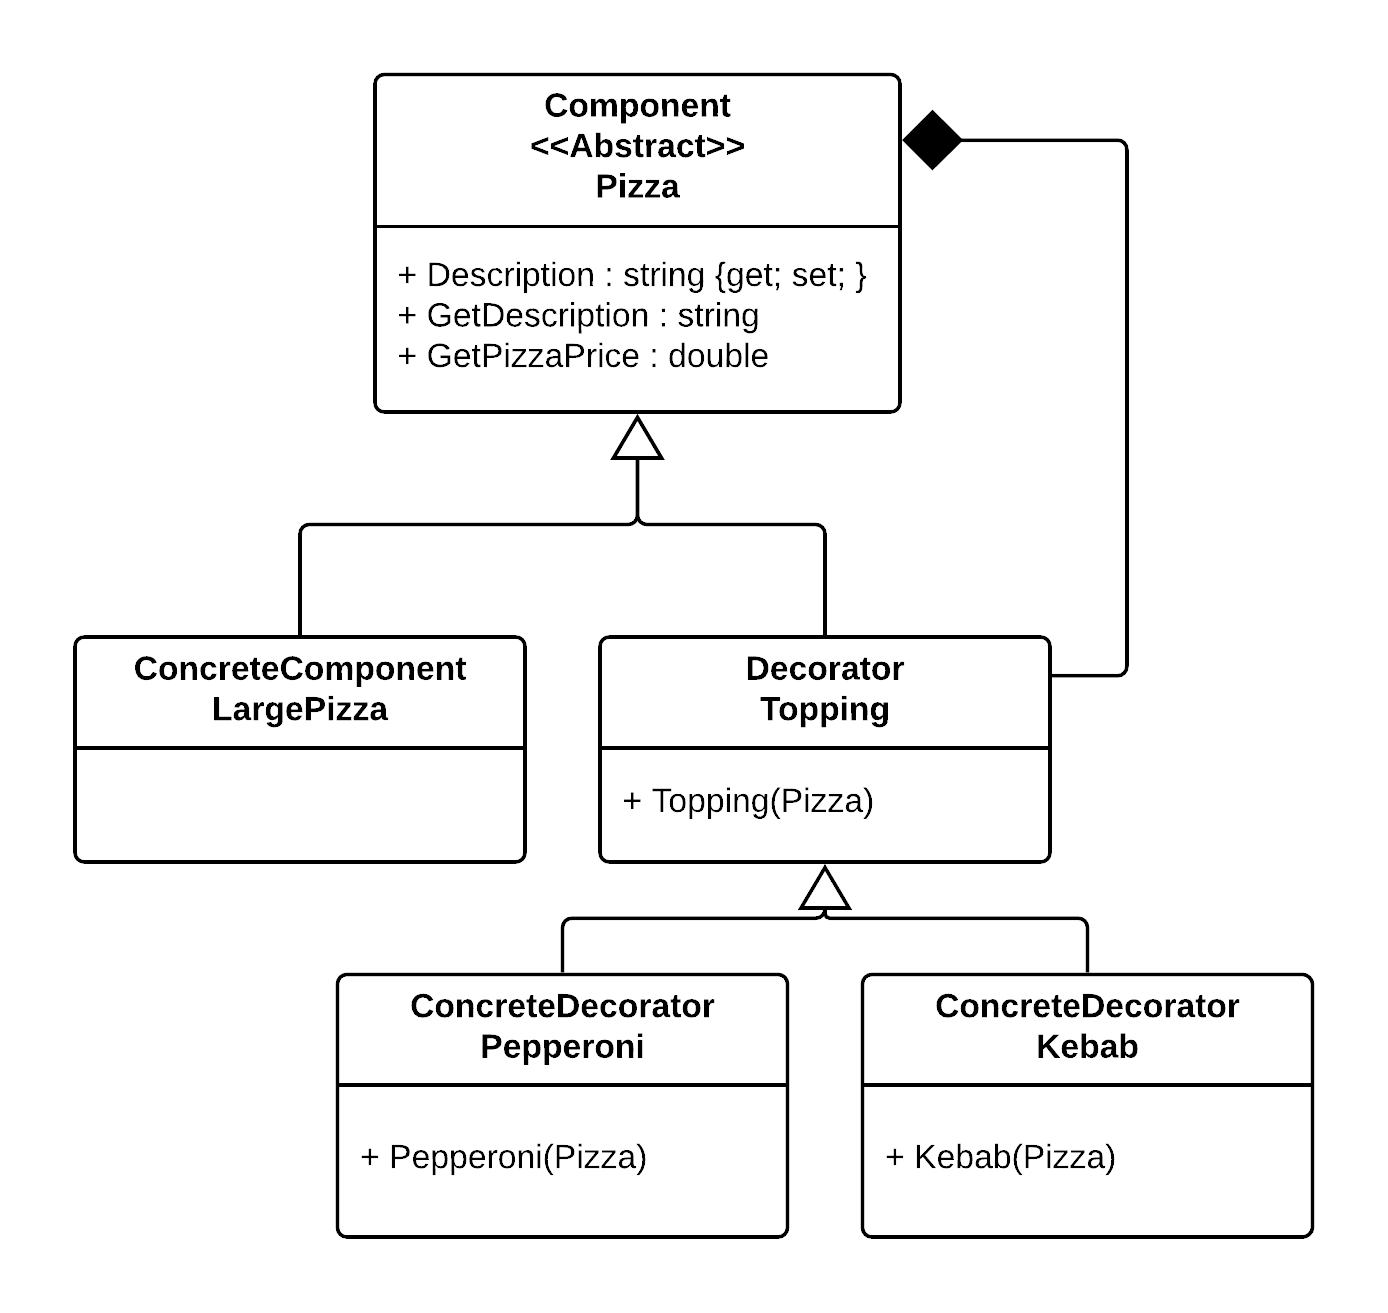 Component
<<Abstract>>
Pizza
+ Description : string {get; set; }
+ GetDescription : string
+ GetPizzaPrice : double
ConcreteComponent
LargePizza
Decorator
Topping
+ Topping(Pizza)
ConcreteDecorator
Pepperoni
+ Pepperoni(Pizza)
ConcreteDecorator
Kebab
+ Kebab(Pizza)